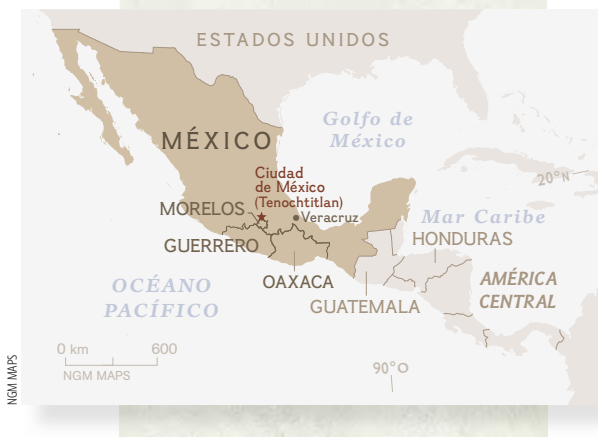 ESTADOS UNIDOS
Golfo de
México
MÉXICO
Ciudad
de México
(Tenochtitlan)
20°N
MORELOS
Veracruz
Mar Caribe
GUERRERO
HONDURAS
OAXACA
OCÉANO
PACÍFICO
AMÉRICA
CENTRAL
GUATEMALA
0 km 600
NGM MAPS
90°O
NGM MAPS